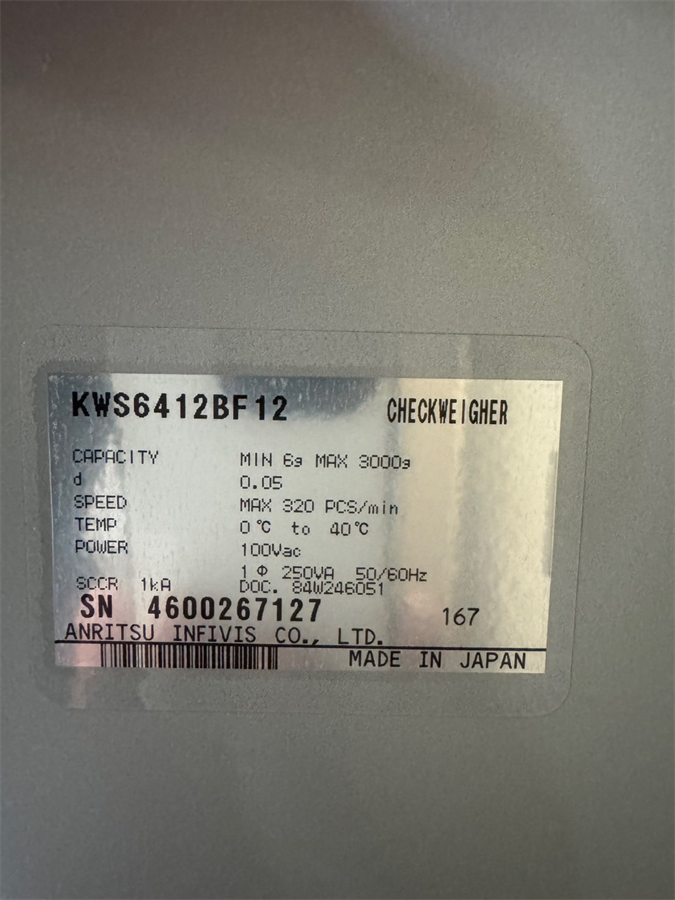 KWS6412BF12 CHECKWEIGHER
CAPACITY MIN 6g MAX 3000g
d 0.05
SPEED MAX 320 PCS/min
TEMP 0℃ to 40℃
POWER 100Vac
1 Φ 250VA 50/60Hz
SCCR 1kA DOC. 84W246051
SN 4600267127 167
ANRITSU INFIVIS CO., LTD.
MADE IN JAPAN